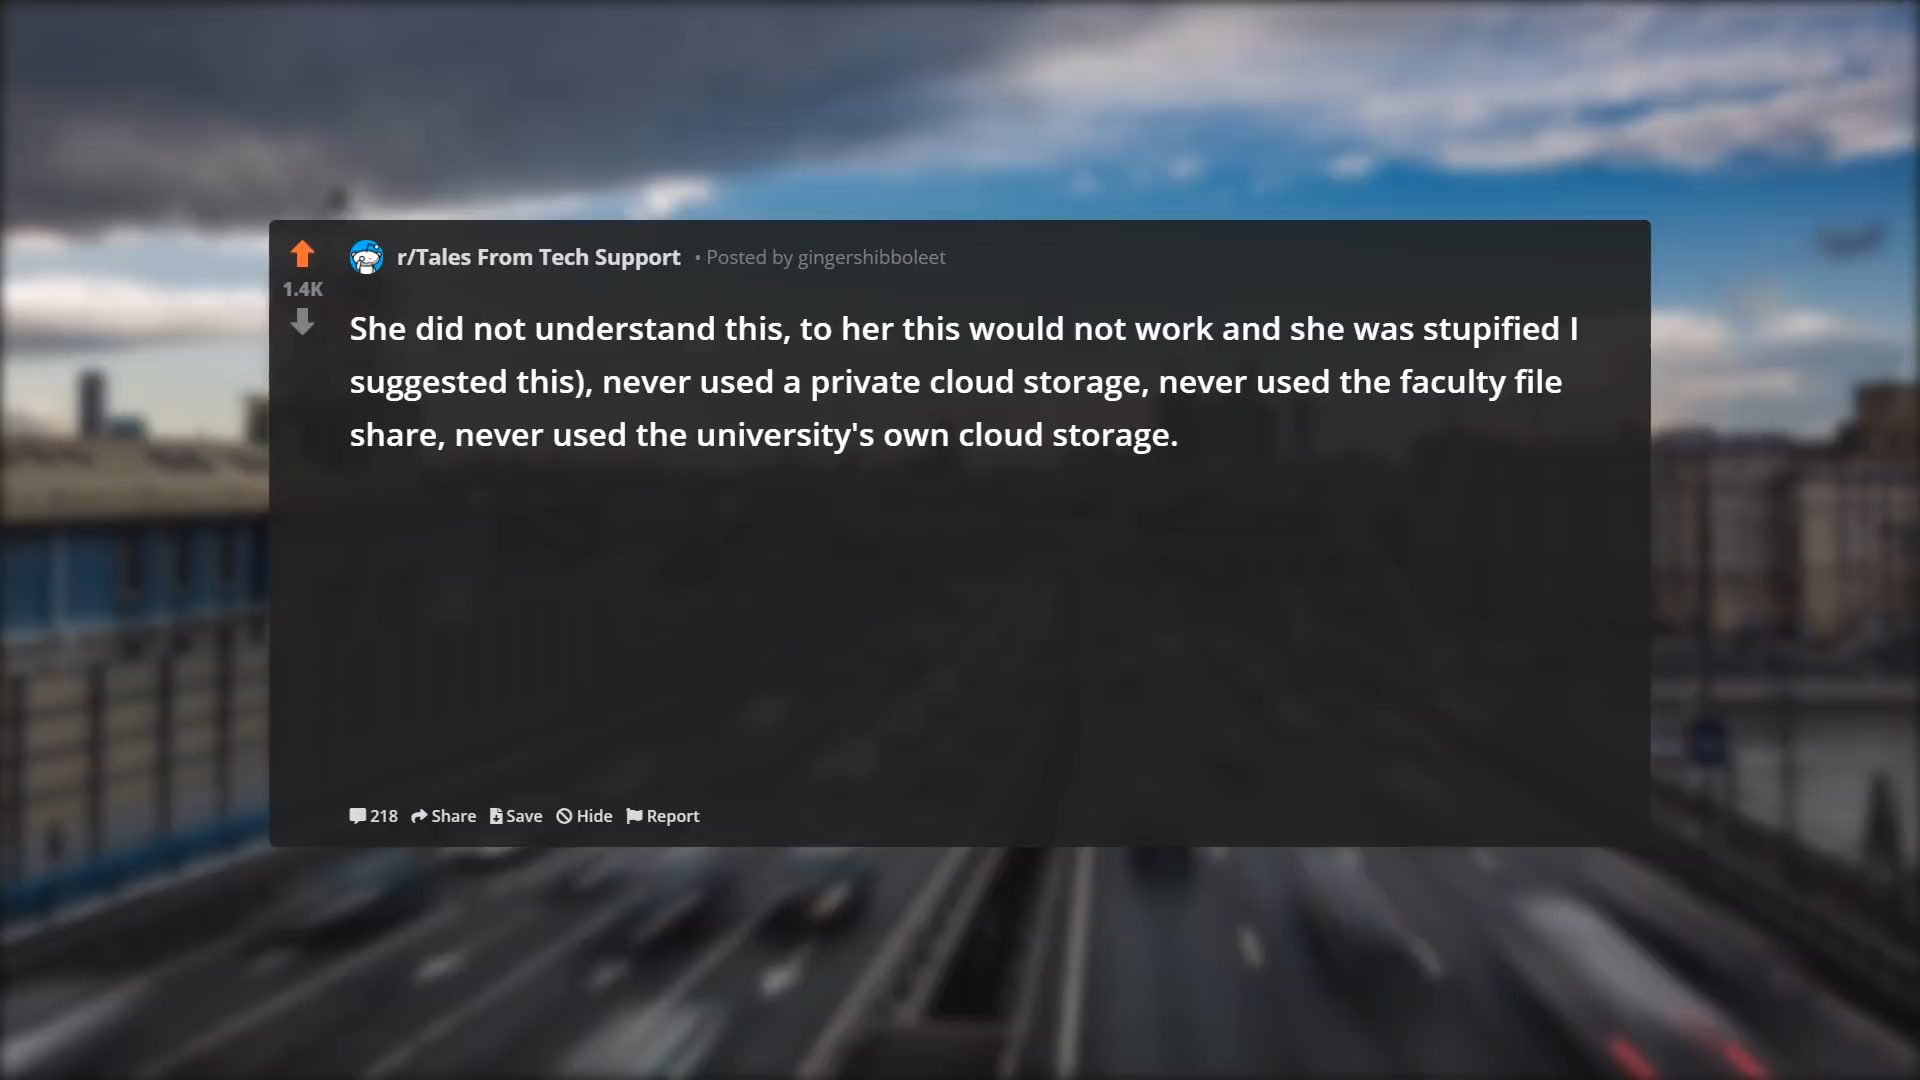 r/Tales From Tech Support • Posted by gingershibboleet
1.4K
She did not understand this, to her this would not work and she was stupified I
suggested this), never used a private cloud storage, never used the faculty file
share, never used the university's own cloud storage.
218 Share Save Hide Report